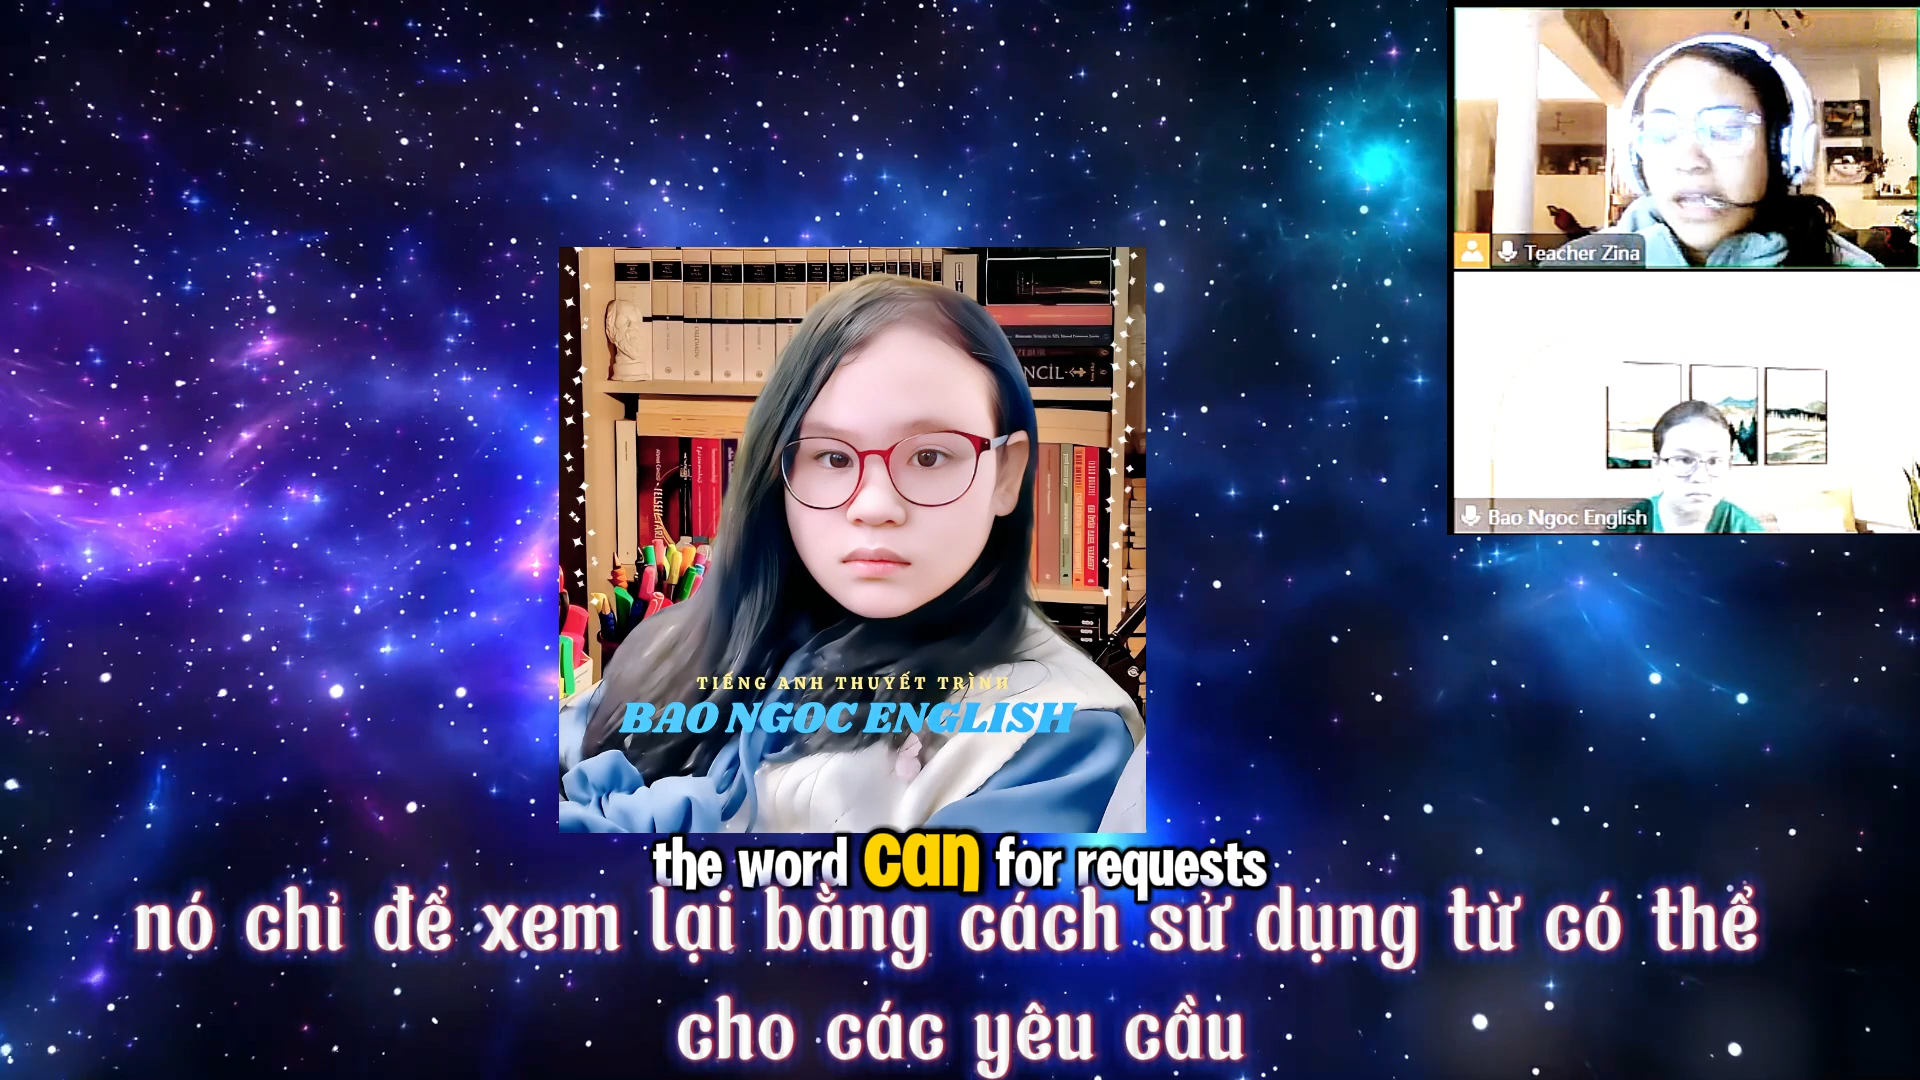 Teacher Zina
Bao Ngoc English
NCİL
TIẾNG ANH THUYẾT TRÌNH
BAO NGOC ENGLISH
the word can for requests
nó chỉ để xem lại bằng cách sử dụng từ có thể
cho các yêu cầu